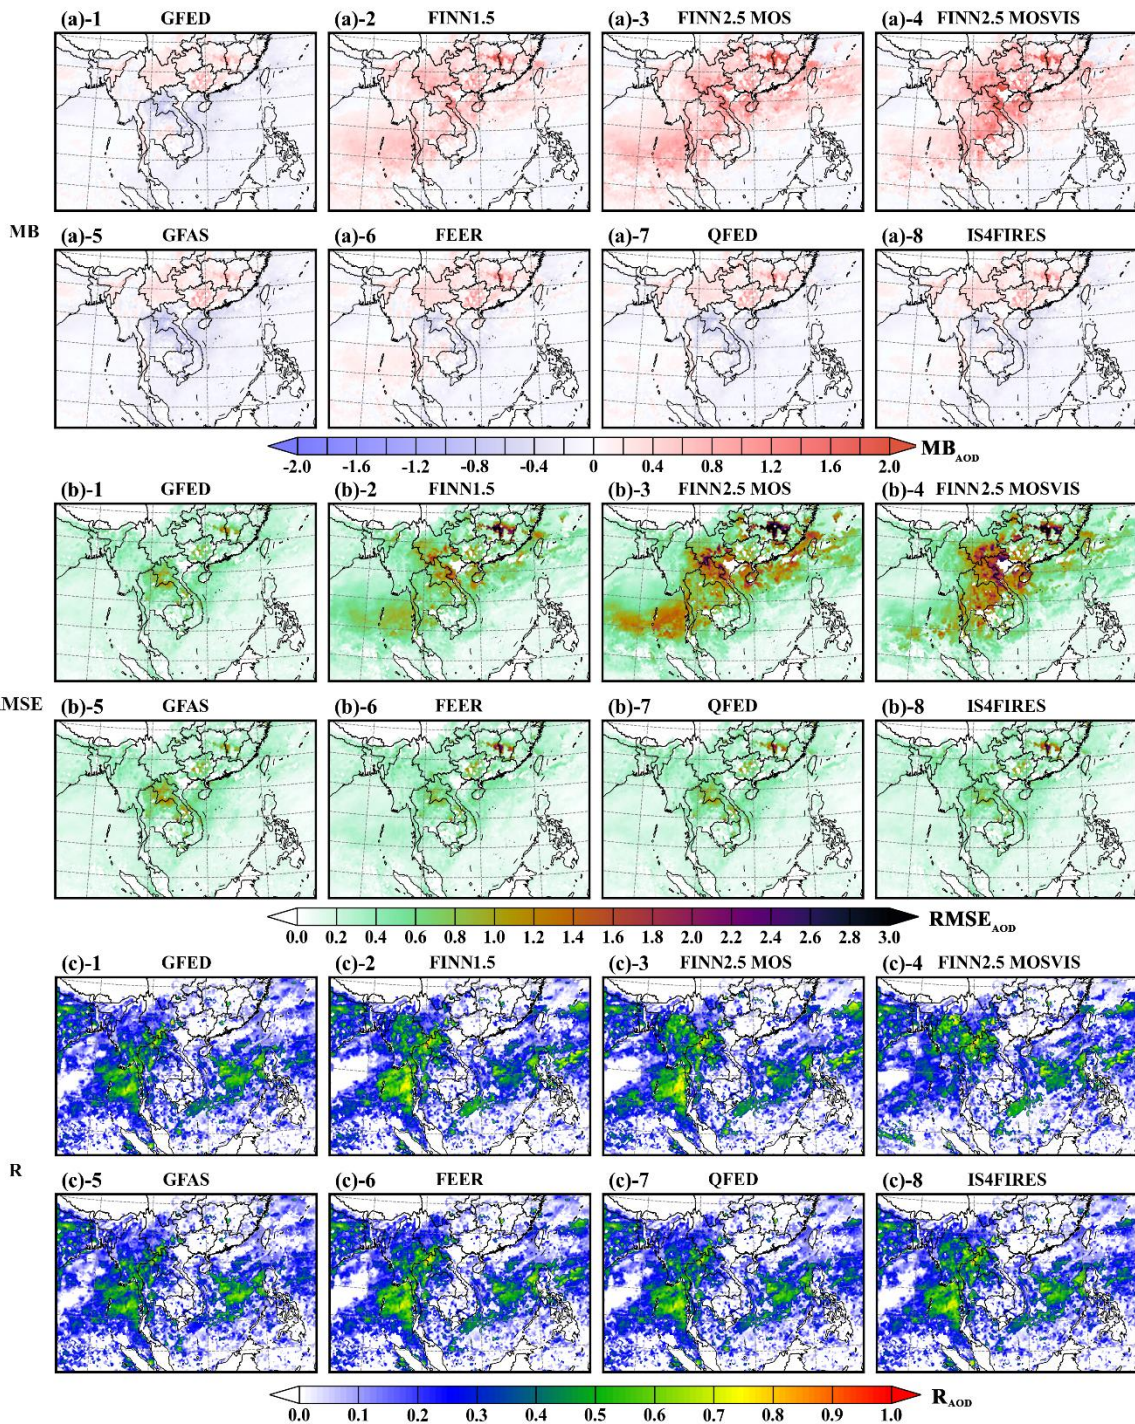 (a)-1 GFED (a)-2 FINN1.5 (a)-3 FINN2.5 MOS (a)-4 FINN2.5 MOSVIS
MB
(a)-5 GFAS (a)-6 FEER (a)-7 QFED (a)-8 IS4FIRES
-2.0 -1.6 -1.2 -0.8 -0.4 0 0.4 0.8 1.2 1.6 2.0 MB AOD
(b)-1 GFED (b)-2 FINN1.5 (b)-3 FINN2.5 MOS (b)-4 FINN2.5 MOSVIS
MSE
(b)-5 GFAS (b)-6 FEER (b)-7 QFED (b)-8 IS4FIRES
0.0 0.2 0.4 0.6 0.8 1.0 1.2 1.4 1.6 1.8 2.0 2.4 2.6 2.8 3.0 RMSE AOD
(c)-1 GFED (c)-2 FINN1.5 (c)-3 FINN2.5 MOS (c)-4 FINN2.5 MOSVIS
R
(c)-5 GFAS (c)-6 FEER (c)-7 QFED (c)-8 IS4FIRES
0.0 0.1 0.2 0.3 0.4 0.5 0.6 0.7 0.8 0.9 1.0 R AOD